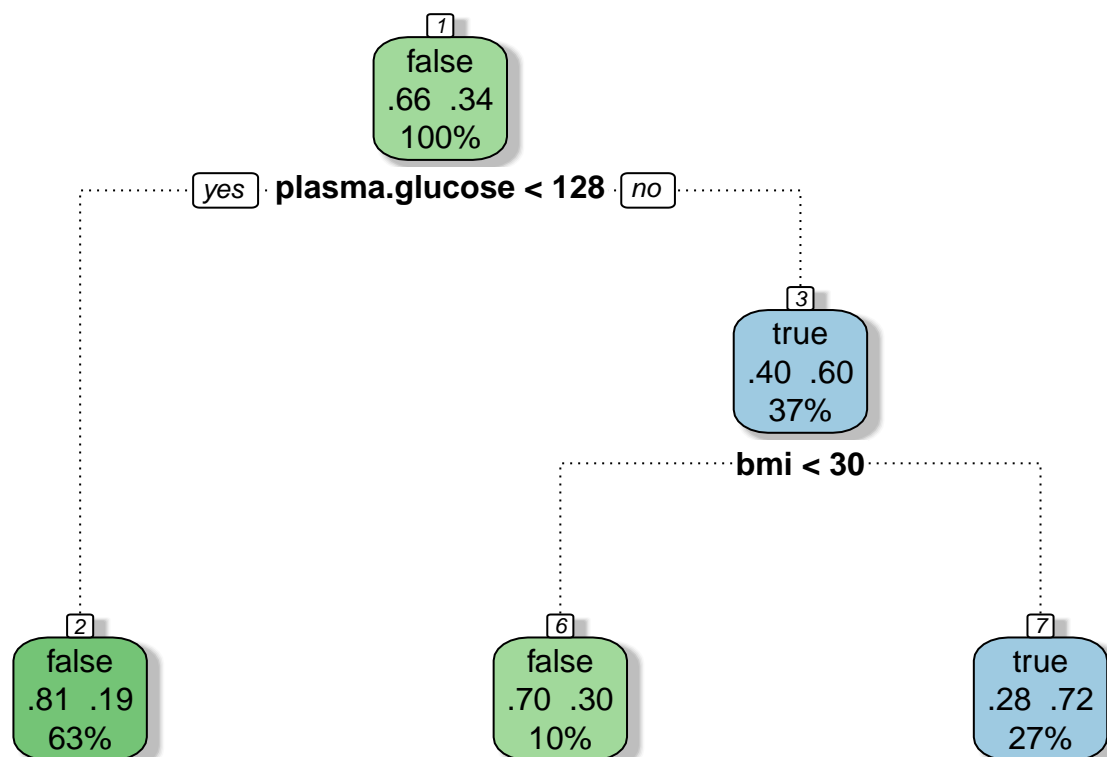 1
false
.66 .34
100%
yes plasma.glucose < 128 no
3
true
.40 .60
37%
bmi < 30
2 6 7
false false true
.81 .19 .70 .30 .28 .72
63% 10% 27%